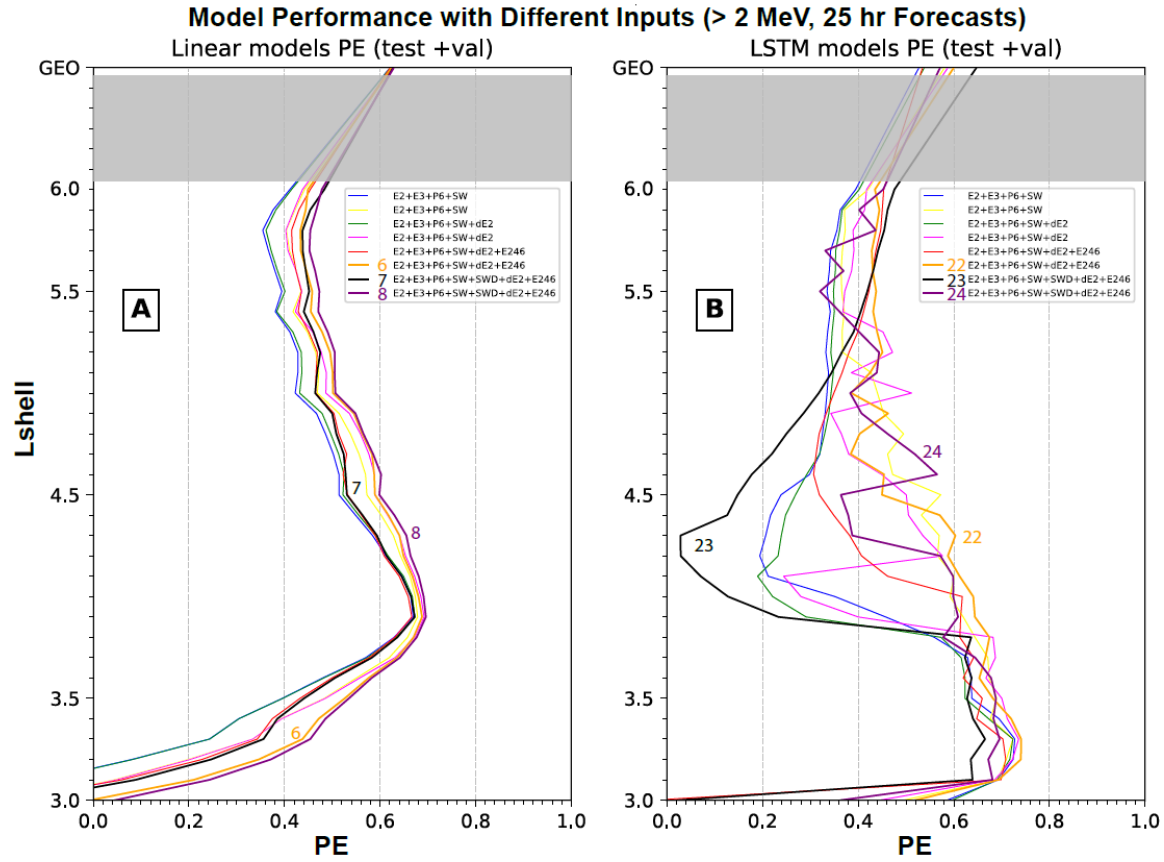 Model Performance with Different Inputs (> 2 MeV, 25 hr Forecasts)
Linear models PE (test +val)
LSTM models PE (test +val)
Lshell
GEO
6.0
5.5
4.5
3.5
3.0
A
E2+E3+P6+SW
E2+E3+P6+SW
E2+E3+P6+SW+dE2
E2+E3+P6+SW+dE2
E2+E3+P6+SW+dE2+E246
6 E2+E3+P6+SW+dE2+E246
7 E2+E3+P6+SW+SWD+dE2+E246
8 E2+E3+P6+SW+SWD+dE2+E246
7
8
6
0.0 0.2 0.4 0.6 0.8 1.0
PE
GEO
6.0
5.5
4.5
3.5
3.0
B
E2+E3+P6+SW
E2+E3+P6+SW
E2+E3+P6+SW+dE2
E2+E3+P6+SW+dE2
E2+E3+P6+SW+dE2+E246
22 E2+E3+P6+SW+dE2+E246
23 E2+E3+P6+SW+SWD+dE2+E246
24 E2+E3+P6+SW+SWD+dE2+E246
24
22
23
0.0 0.2 0.4 0.6 0.8 1.0
PE